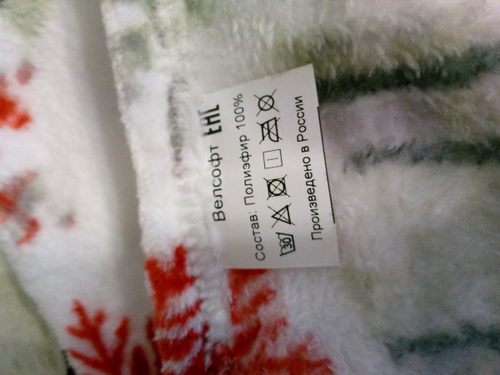 Велсофт EAC
Состав: Полиэфир 100%
30
Произведено в России